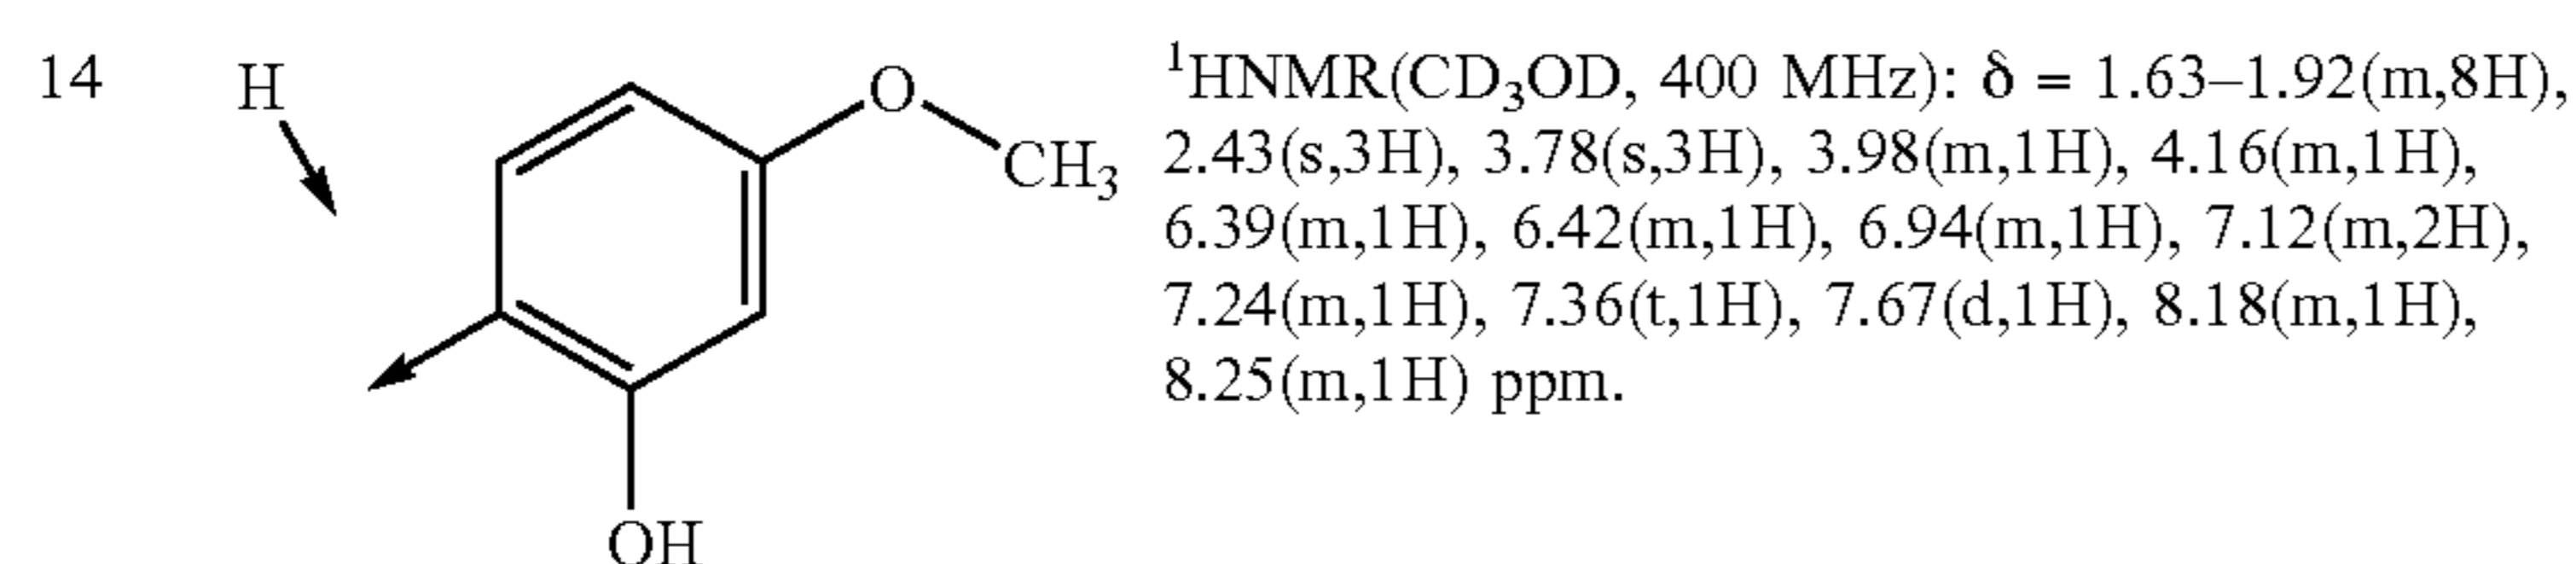 14
H
O
CH₃
OH
¹HNMR(CD₃OD, 400 MHz): δ = 1.63–1.92(m,8H),
2.43(s,3H), 3.78(s,3H), 3.98(m,1H), 4.16(m,1H),
6.39(m,1H), 6.42(m,1H), 6.94(m,1H), 7.12(m,2H),
7.24(m,1H), 7.36(t,1H), 7.67(d,1H), 8.18(m,1H),
8.25(m,1H) ppm.